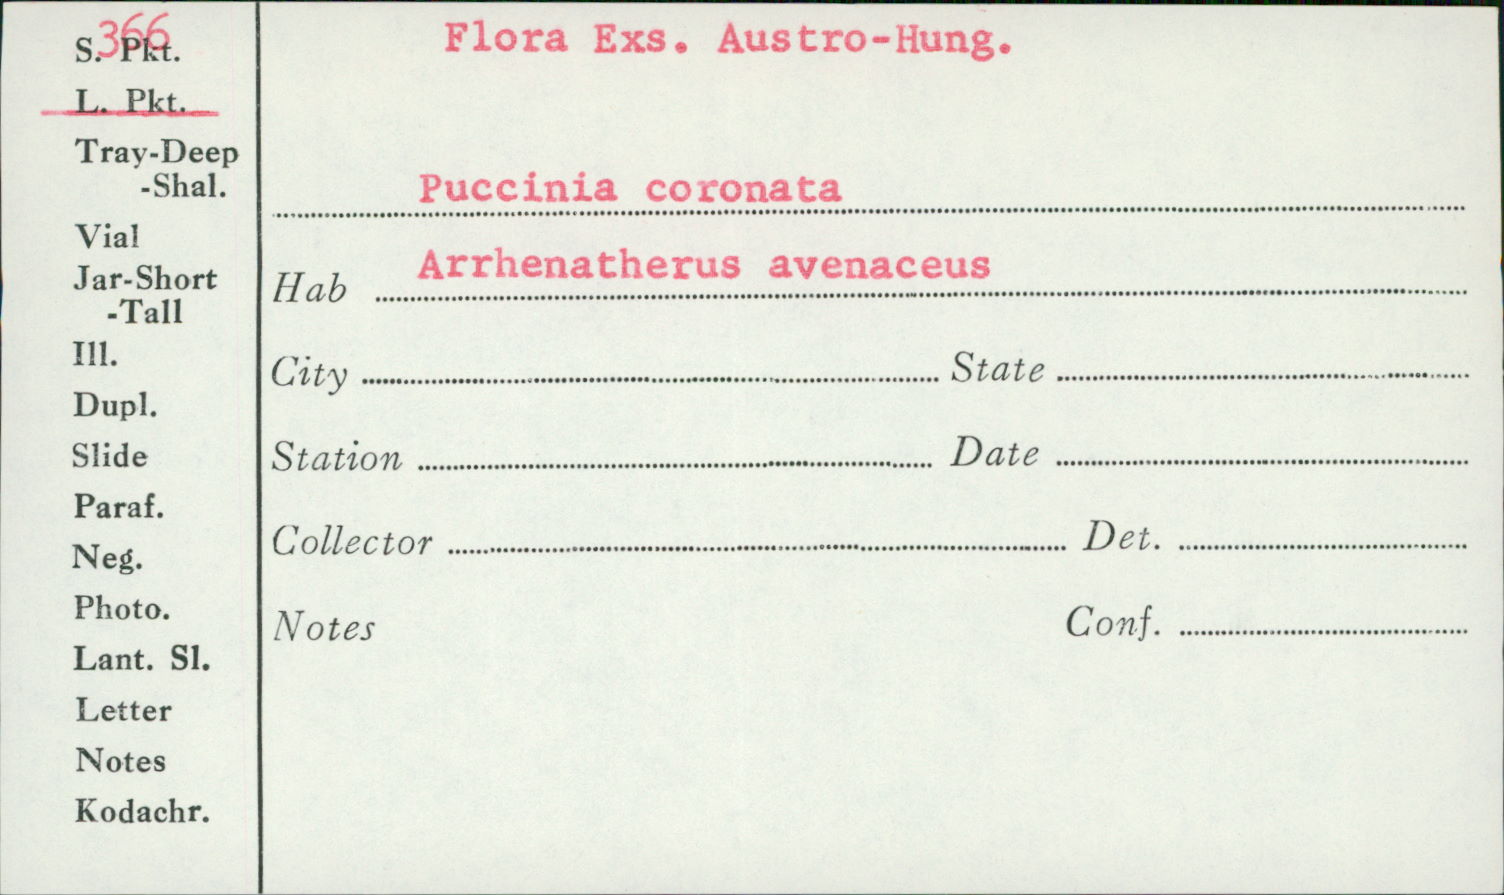 366
S. Pkt.
L. Pkt.
Tray-Deep
-Shal.
Vial
Jar-Short
-Tall
Ill.
Dupl.
Slide
Paraf.
Neg.
Photo.
Lant. Sl.
Letter
Notes
Kodachr.
Flora Exs. Austro-Hung.
Puccinia coronata
Hab Arrhenatherus avenaceus
City State
Station Date
Collector Det.
Notes Conf.